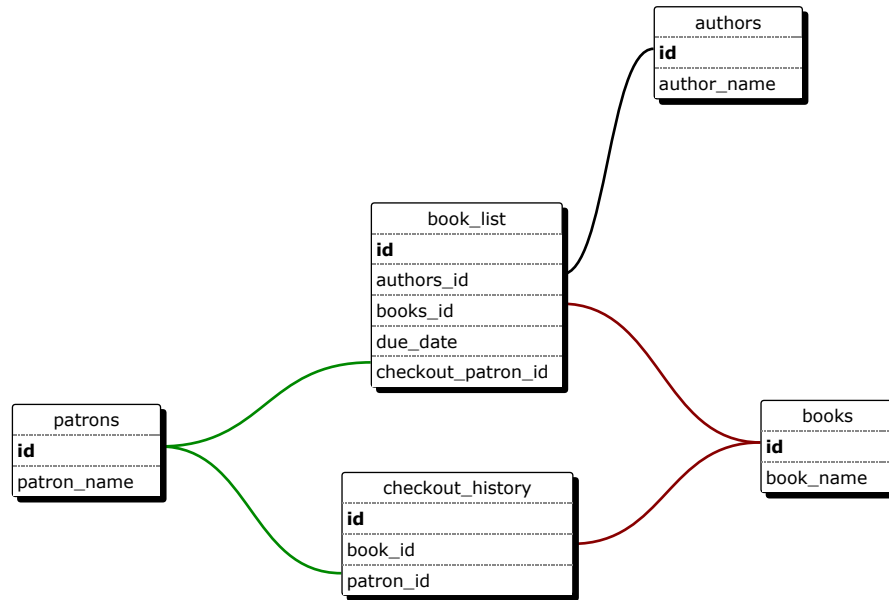 authors
id
author_name
book_list
id
authors_id
books_id
due_date
checkout_patron_id
patrons
id
patron_name
books
id
book_name
checkout_history
id
book_id
patron_id